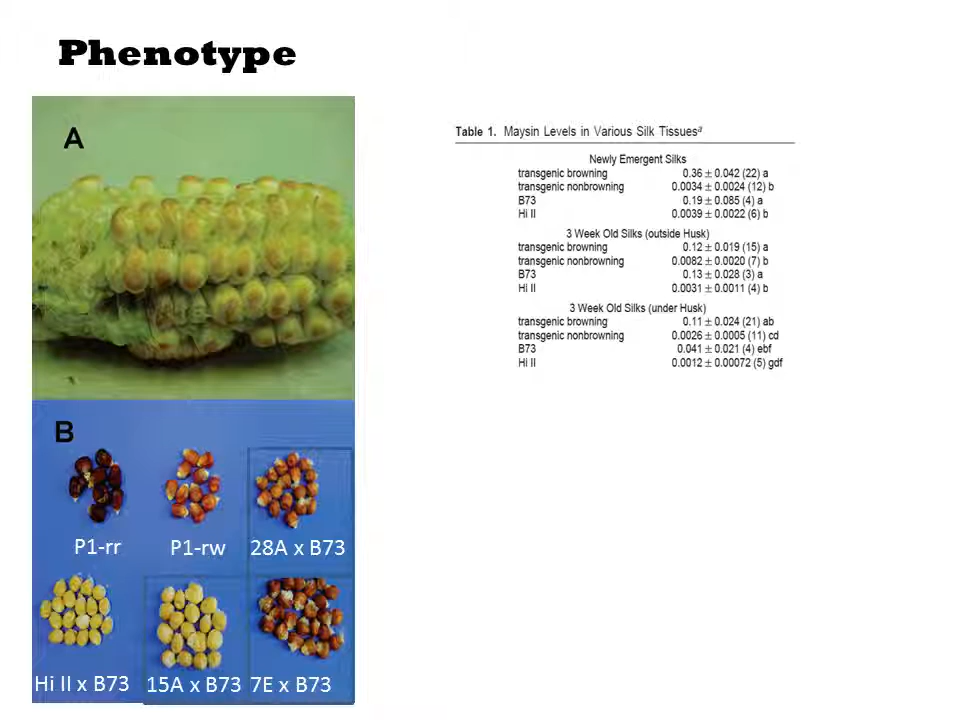 Phenotype
A
B
P1-rr
P1-rw
28A x B73
Hi II x B73
15A x B73
7E x B73
Table 1. Maysin Levels in Various Silk Tissuesᵃ
Newly Emergent Silks
transgenic browning 0.36 ± 0.042 (22) a
transgenic nonbrowning 0.0034 ± 0.0024 (12) b
B73 0.19 ± 0.085 (4) a
Hi II 0.0039 ± 0.0022 (6) b
3 Week Old Silks (outside Husk)
transgenic browning 0.12 ± 0.019 (15) a
transgenic nonbrowning 0.0082 ± 0.0020 (7) b
B73 0.13 ± 0.028 (3) a
Hi II 0.0031 ± 0.0011 (4) b
3 Week Old Silks (under Husk)
transgenic browning 0.11 ± 0.024 (21) ab
transgenic nonbrowning 0.0026 ± 0.0005 (11) cd
B73 0.041 ± 0.021 (4) ebf
Hi II 0.0012 ± 0.00072 (5) gdf